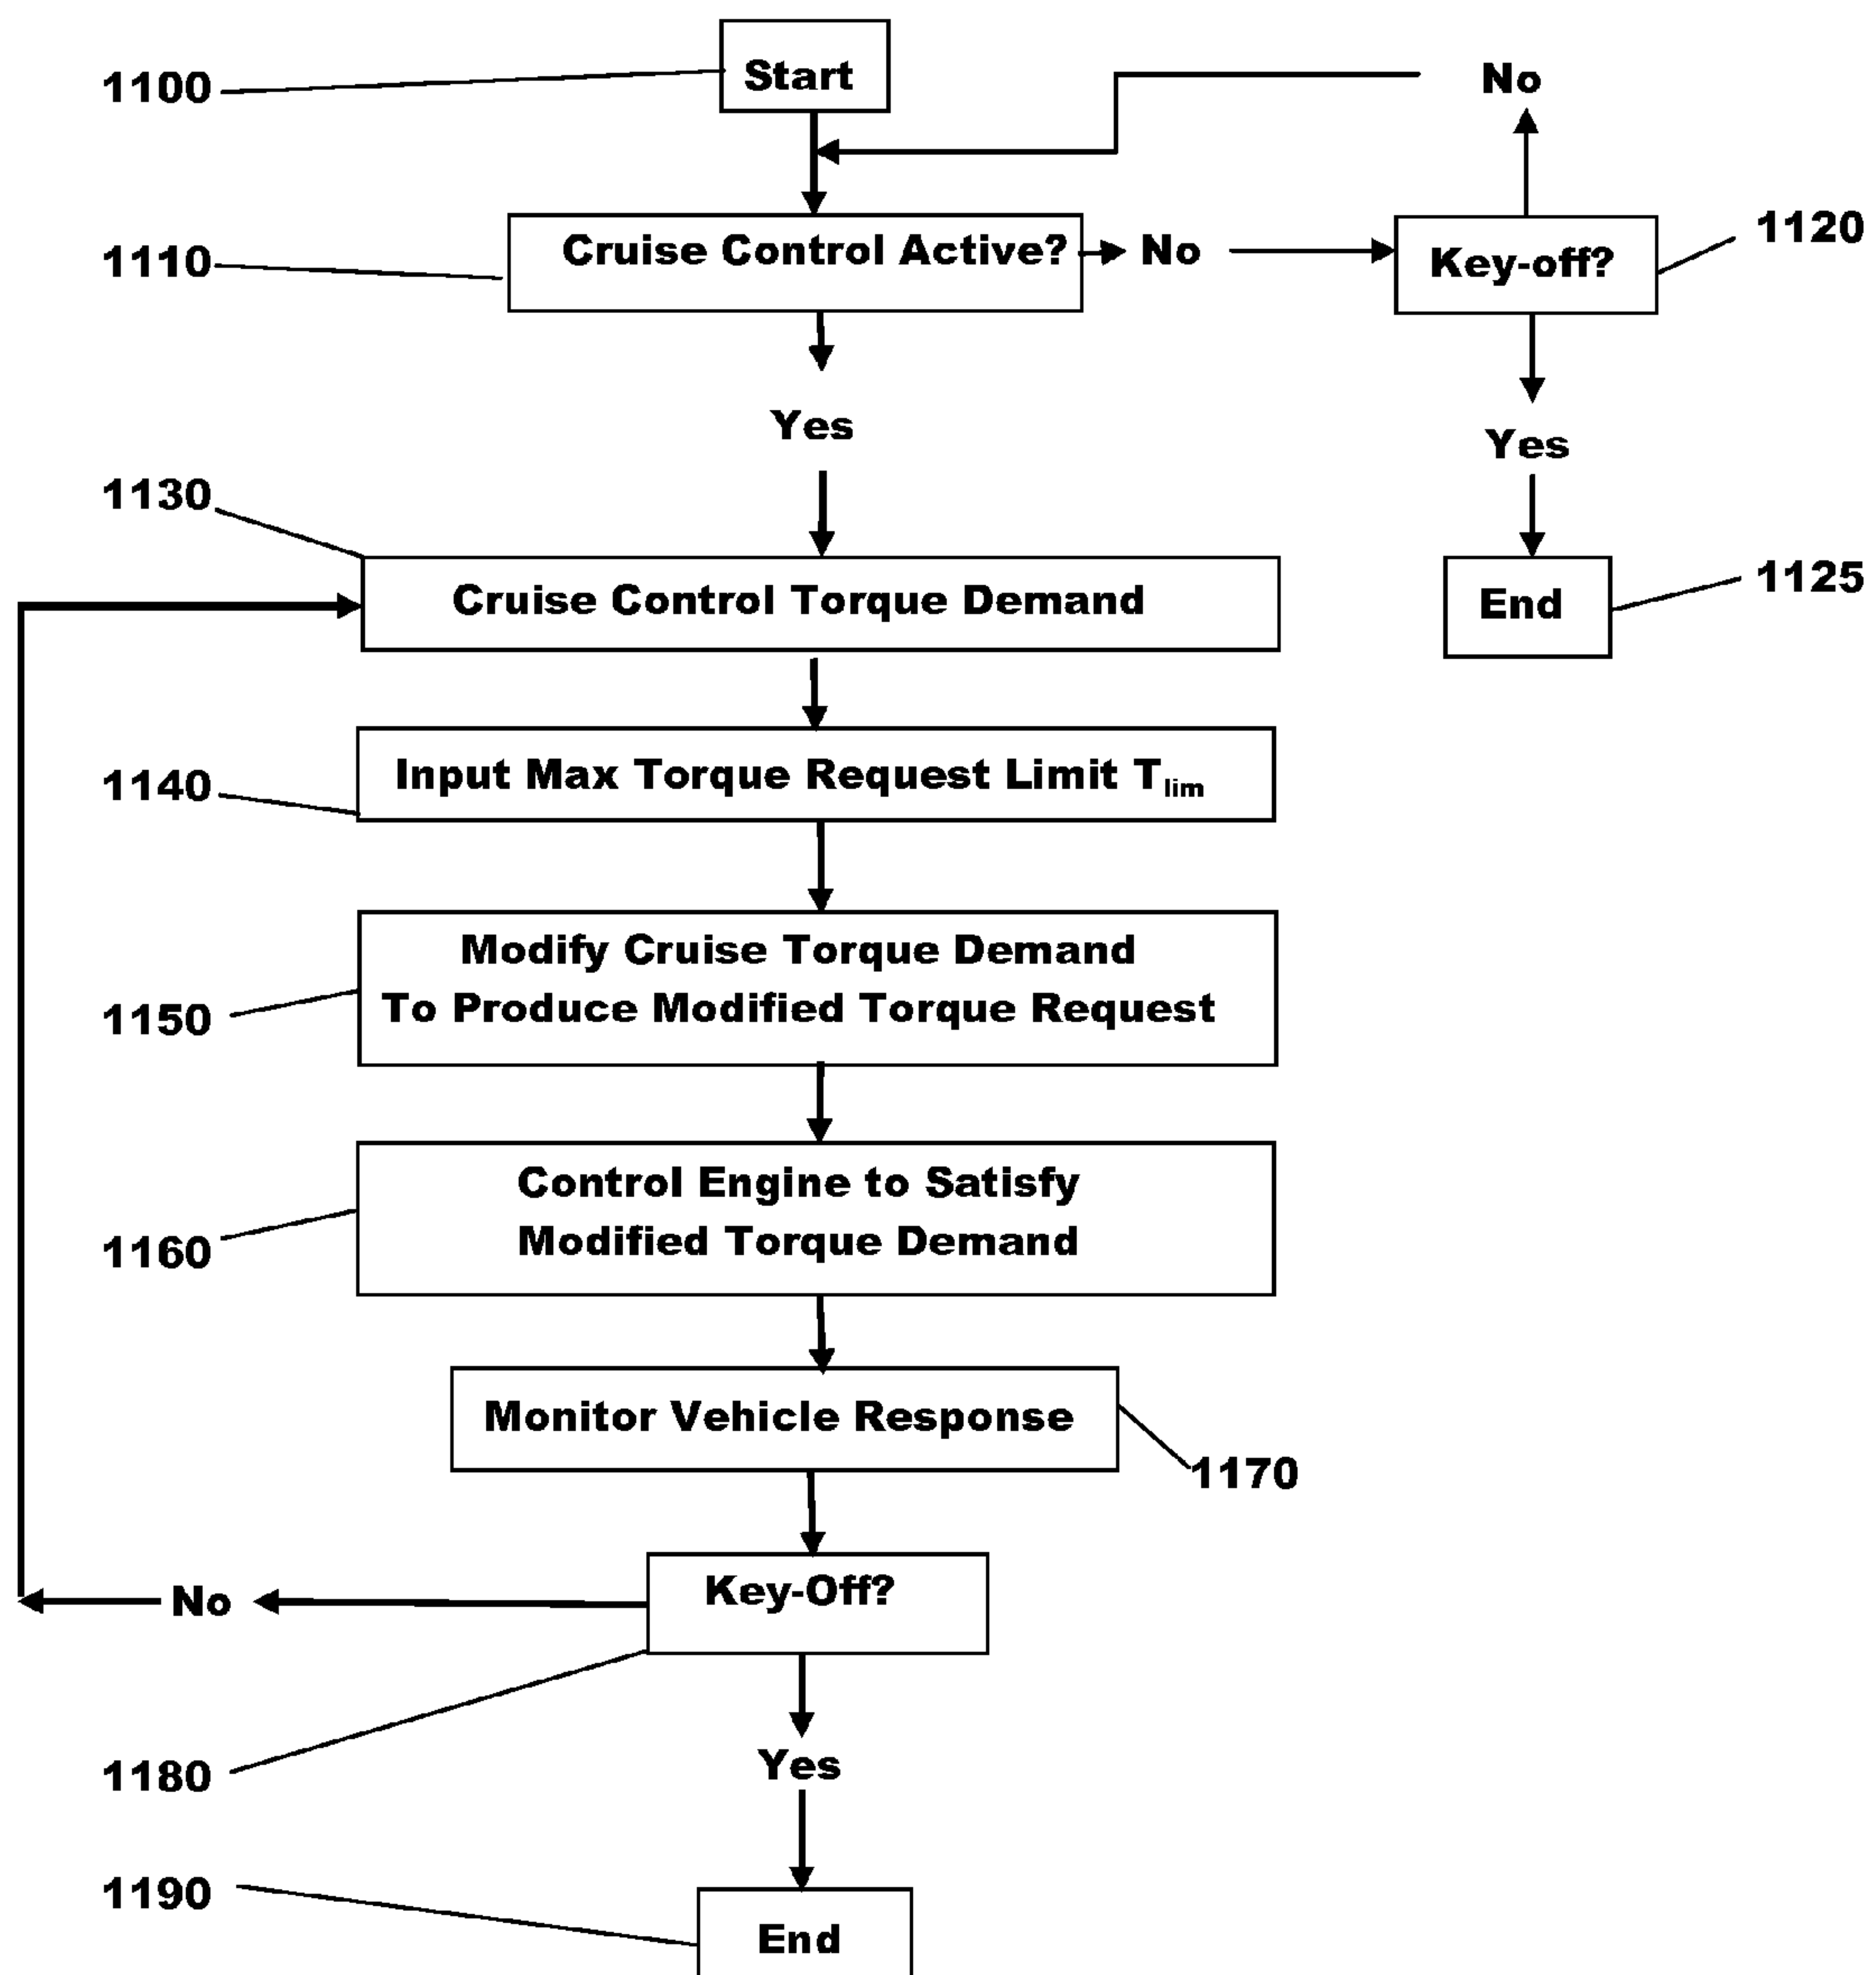 1100
Start
No
1110
Cruise Control Active?
No
Key-off?
1120
Yes
Yes
1130
Cruise Control Torque Demand
End
1125
1140
Input Max Torque Request Limit Tlim
1150
Modify Cruise Torque Demand
To Produce Modified Torque Request
1160
Control Engine to Satisfy
Modified Torque Demand
Monitor Vehicle Response
1170
No
Key-Off?
1180
Yes
1190
End